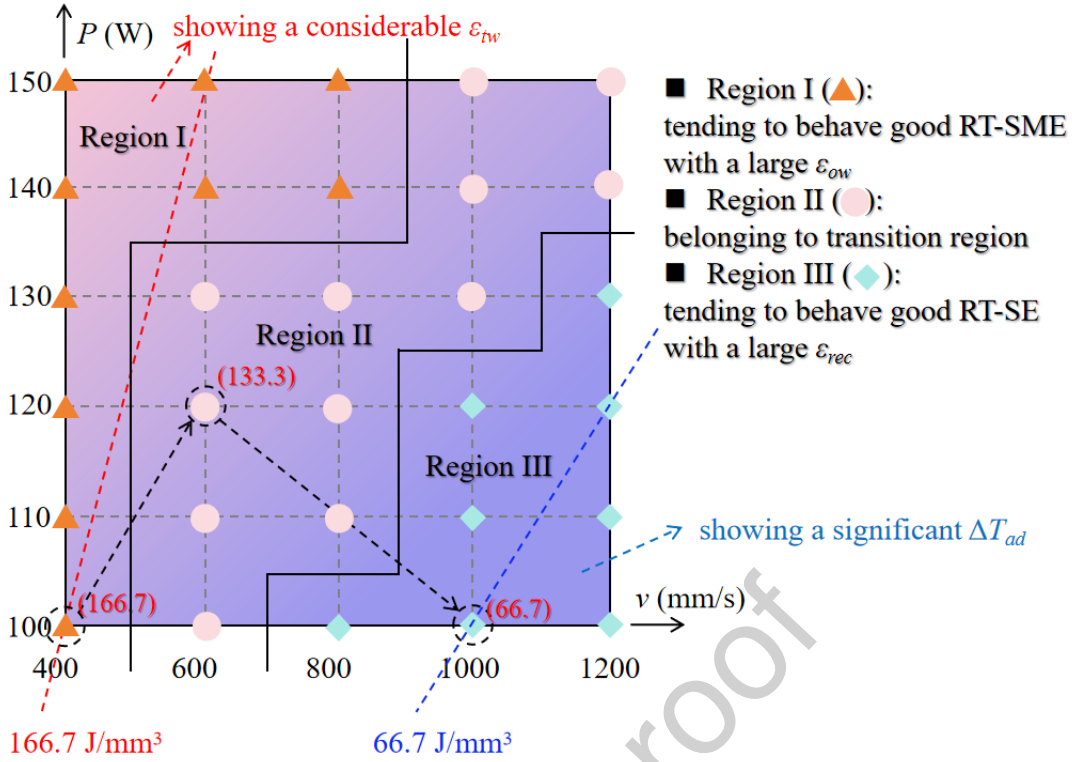 P (W)
showing a considerable εtw
150
140
130
120
110
100
Region I
Region II
Region III
(133.3)
(166.7)
(66.7)
400
600
800
1000
1200
v (mm/s)
166.7 J/mm³
66.7 J/mm³
■ Region I (▲):
tending to behave good RT-SME
with a large εow
■ Region II (●):
belonging to transition region
■ Region III (◆):
tending to behave good RT-SE
with a large εrec
showing a significant ΔTad
roof